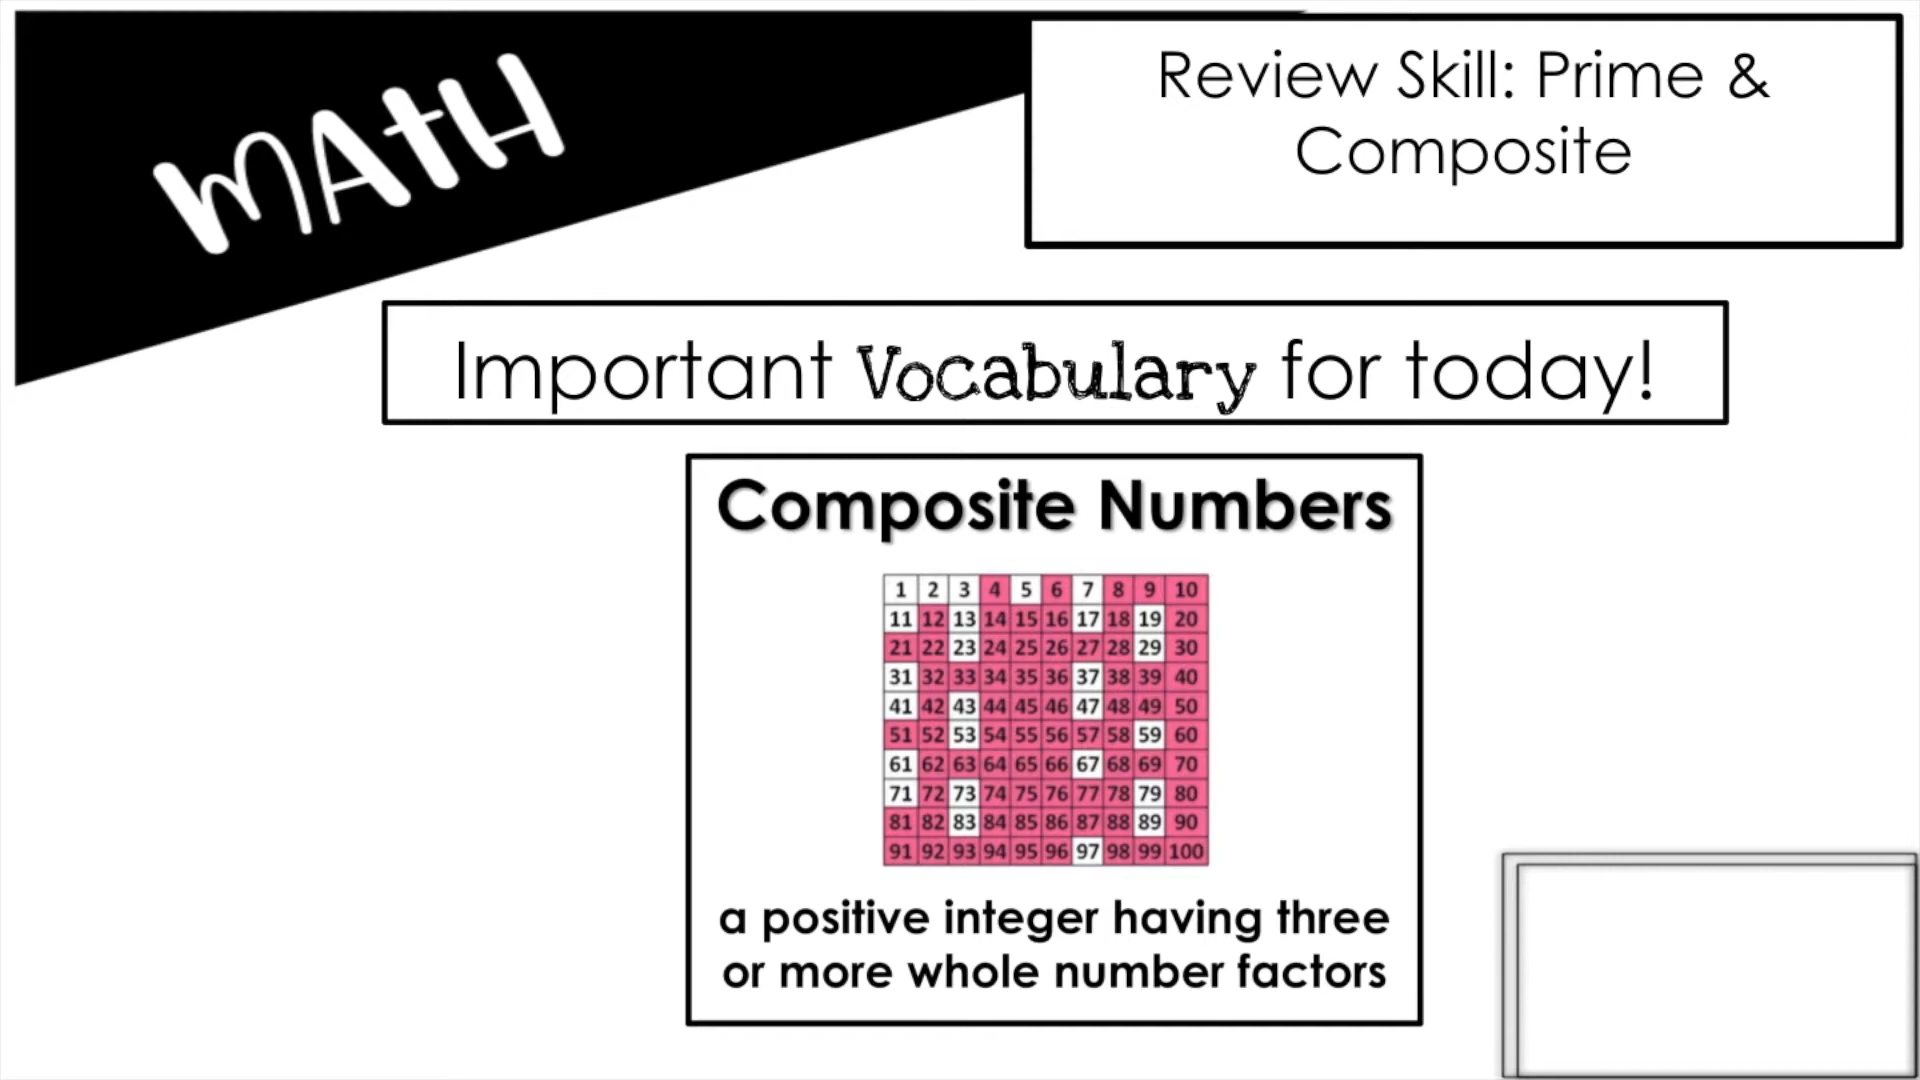 MATH
Review Skill: Prime &
Composite
Important Vocabulary for today!
Composite Numbers
1 2 3 4 5 6 7 8 9 10
11 12 13 14 15 16 17 18 19 20
21 22 23 24 25 26 27 28 29 30
31 32 33 34 35 36 37 38 39 40
41 42 43 44 45 46 47 48 49 50
51 52 53 54 55 56 57 58 59 60
61 62 63 64 65 66 67 68 69 70
71 72 73 74 75 76 77 78 79 80
81 82 83 84 85 86 87 88 89 90
91 92 93 94 95 96 97 98 99 100
a positive integer having three
or more whole number factors